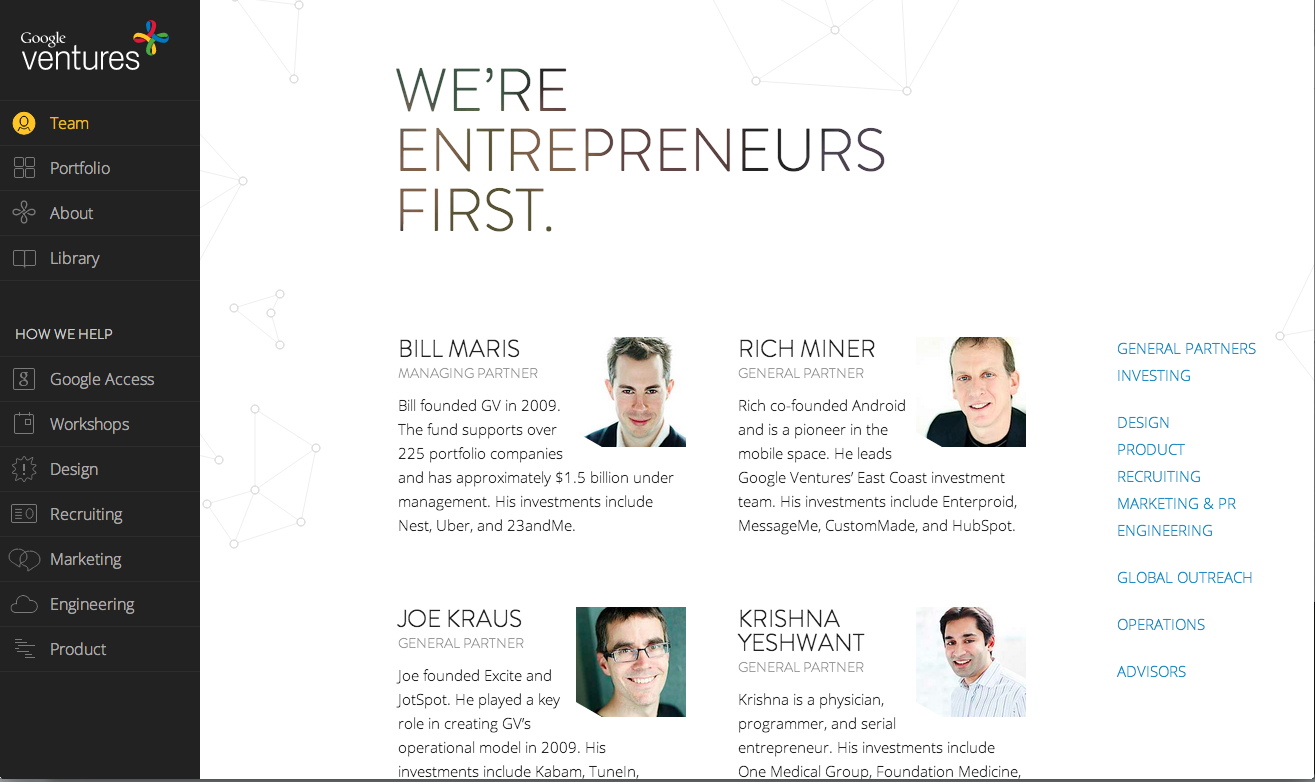 Google
ventures
Team
Portfolio
About
Library
HOW WE HELP
Google Access
Workshops
Design
Recruiting
Marketing
Engineering
Product
WE'RE
ENTREPRENEURS
FIRST.
BILL MARIS
MANAGING PARTNER
Bill founded GV in 2009.
The fund supports over
225 portfolio companies
and has approximately $1.5 billion under
management. His investments include
Nest, Uber, and 23andMe.
RICH MINER
GENERAL PARTNER
Rich co-founded Android
and is a pioneer in the
mobile space. He leads
Google Ventures' East Coast investment
team. His investments include Enterproid,
MessageMe, CustomMade, and HubSpot.
JOE KRAUS
GENERAL PARTNER
Joe founded Excite and
JotSpot. He played a key
role in creating GV's
operational model in 2009. His
investments include Kabam, TuneIn,
KRISHNA
YESHWANT
GENERAL PARTNER
Krishna is a physician,
programmer, and serial
entrepreneur. His investments include
One Medical Group, Foundation Medicine,
GENERAL PARTNERS
INVESTING
DESIGN
PRODUCT
RECRUITING
MARKETING & PR
ENGINEERING
GLOBAL OUTREACH
OPERATIONS
ADVISORS